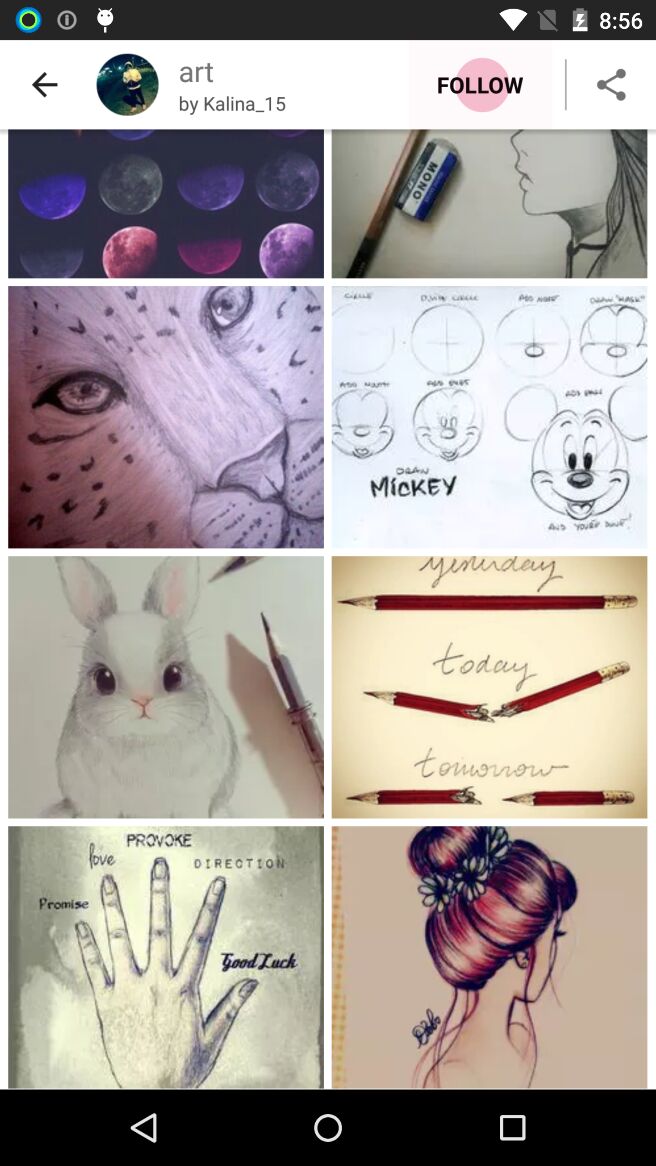 8:56
art
by Kalina_15
FOLLOW
MONO
CIRCLE
DIVIDE CIRCLE
ADD NOSE
DRAW "MASK"
ADD MOUTH
ADD EYES
ADD EARS
DRAW
MICKEY
AND YOU'RE DONE!
yesterday
today
tomorrow
PROVOKE
love
DIRECTION
Promise
Good Luck